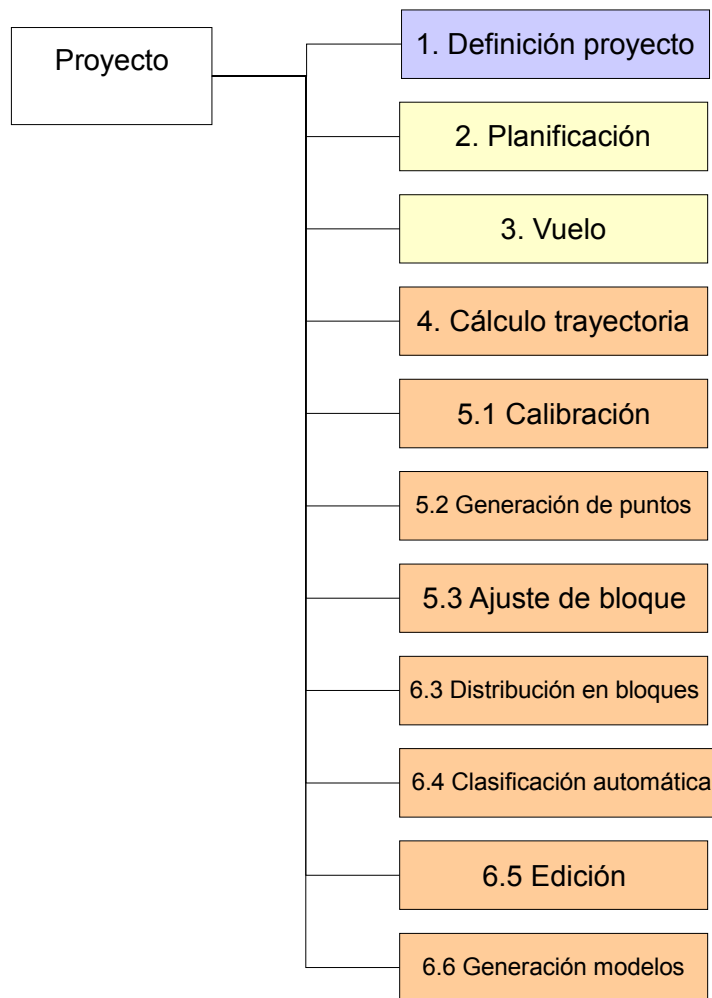 Proyecto
1. Definición proyecto
2. Planificación
3. Vuelo
4. Cálculo trayectoria
5.1 Calibración
5.2 Generación de puntos
5.3 Ajuste de bloque
6.3 Distribución en bloques
6.4 Clasificación automática
6.5 Edición
6.6 Generación modelos